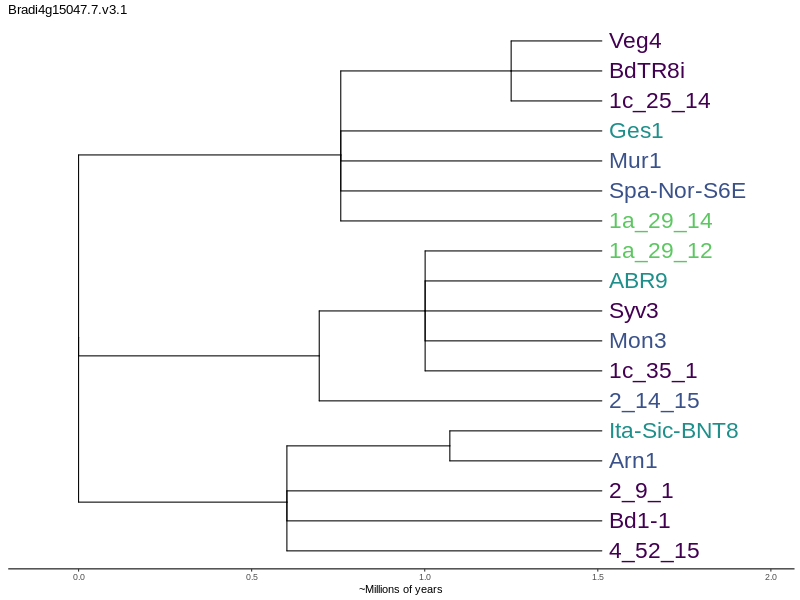 Bradi4g15047.7.v3.1
Veg4
BdTR8i
1c_25_14
Ges1
Mur1
Spa-Nor-S6E
1a_29_14
1a_29_12
ABR9
Syv3
Mon3
1c_35_1
2_14_15
Ita-Sic-BNT8
Arn1
2_9_1
Bd1-1
4_52_15
0.0 0.5 1.0 1.5 2.0
~Millions of years